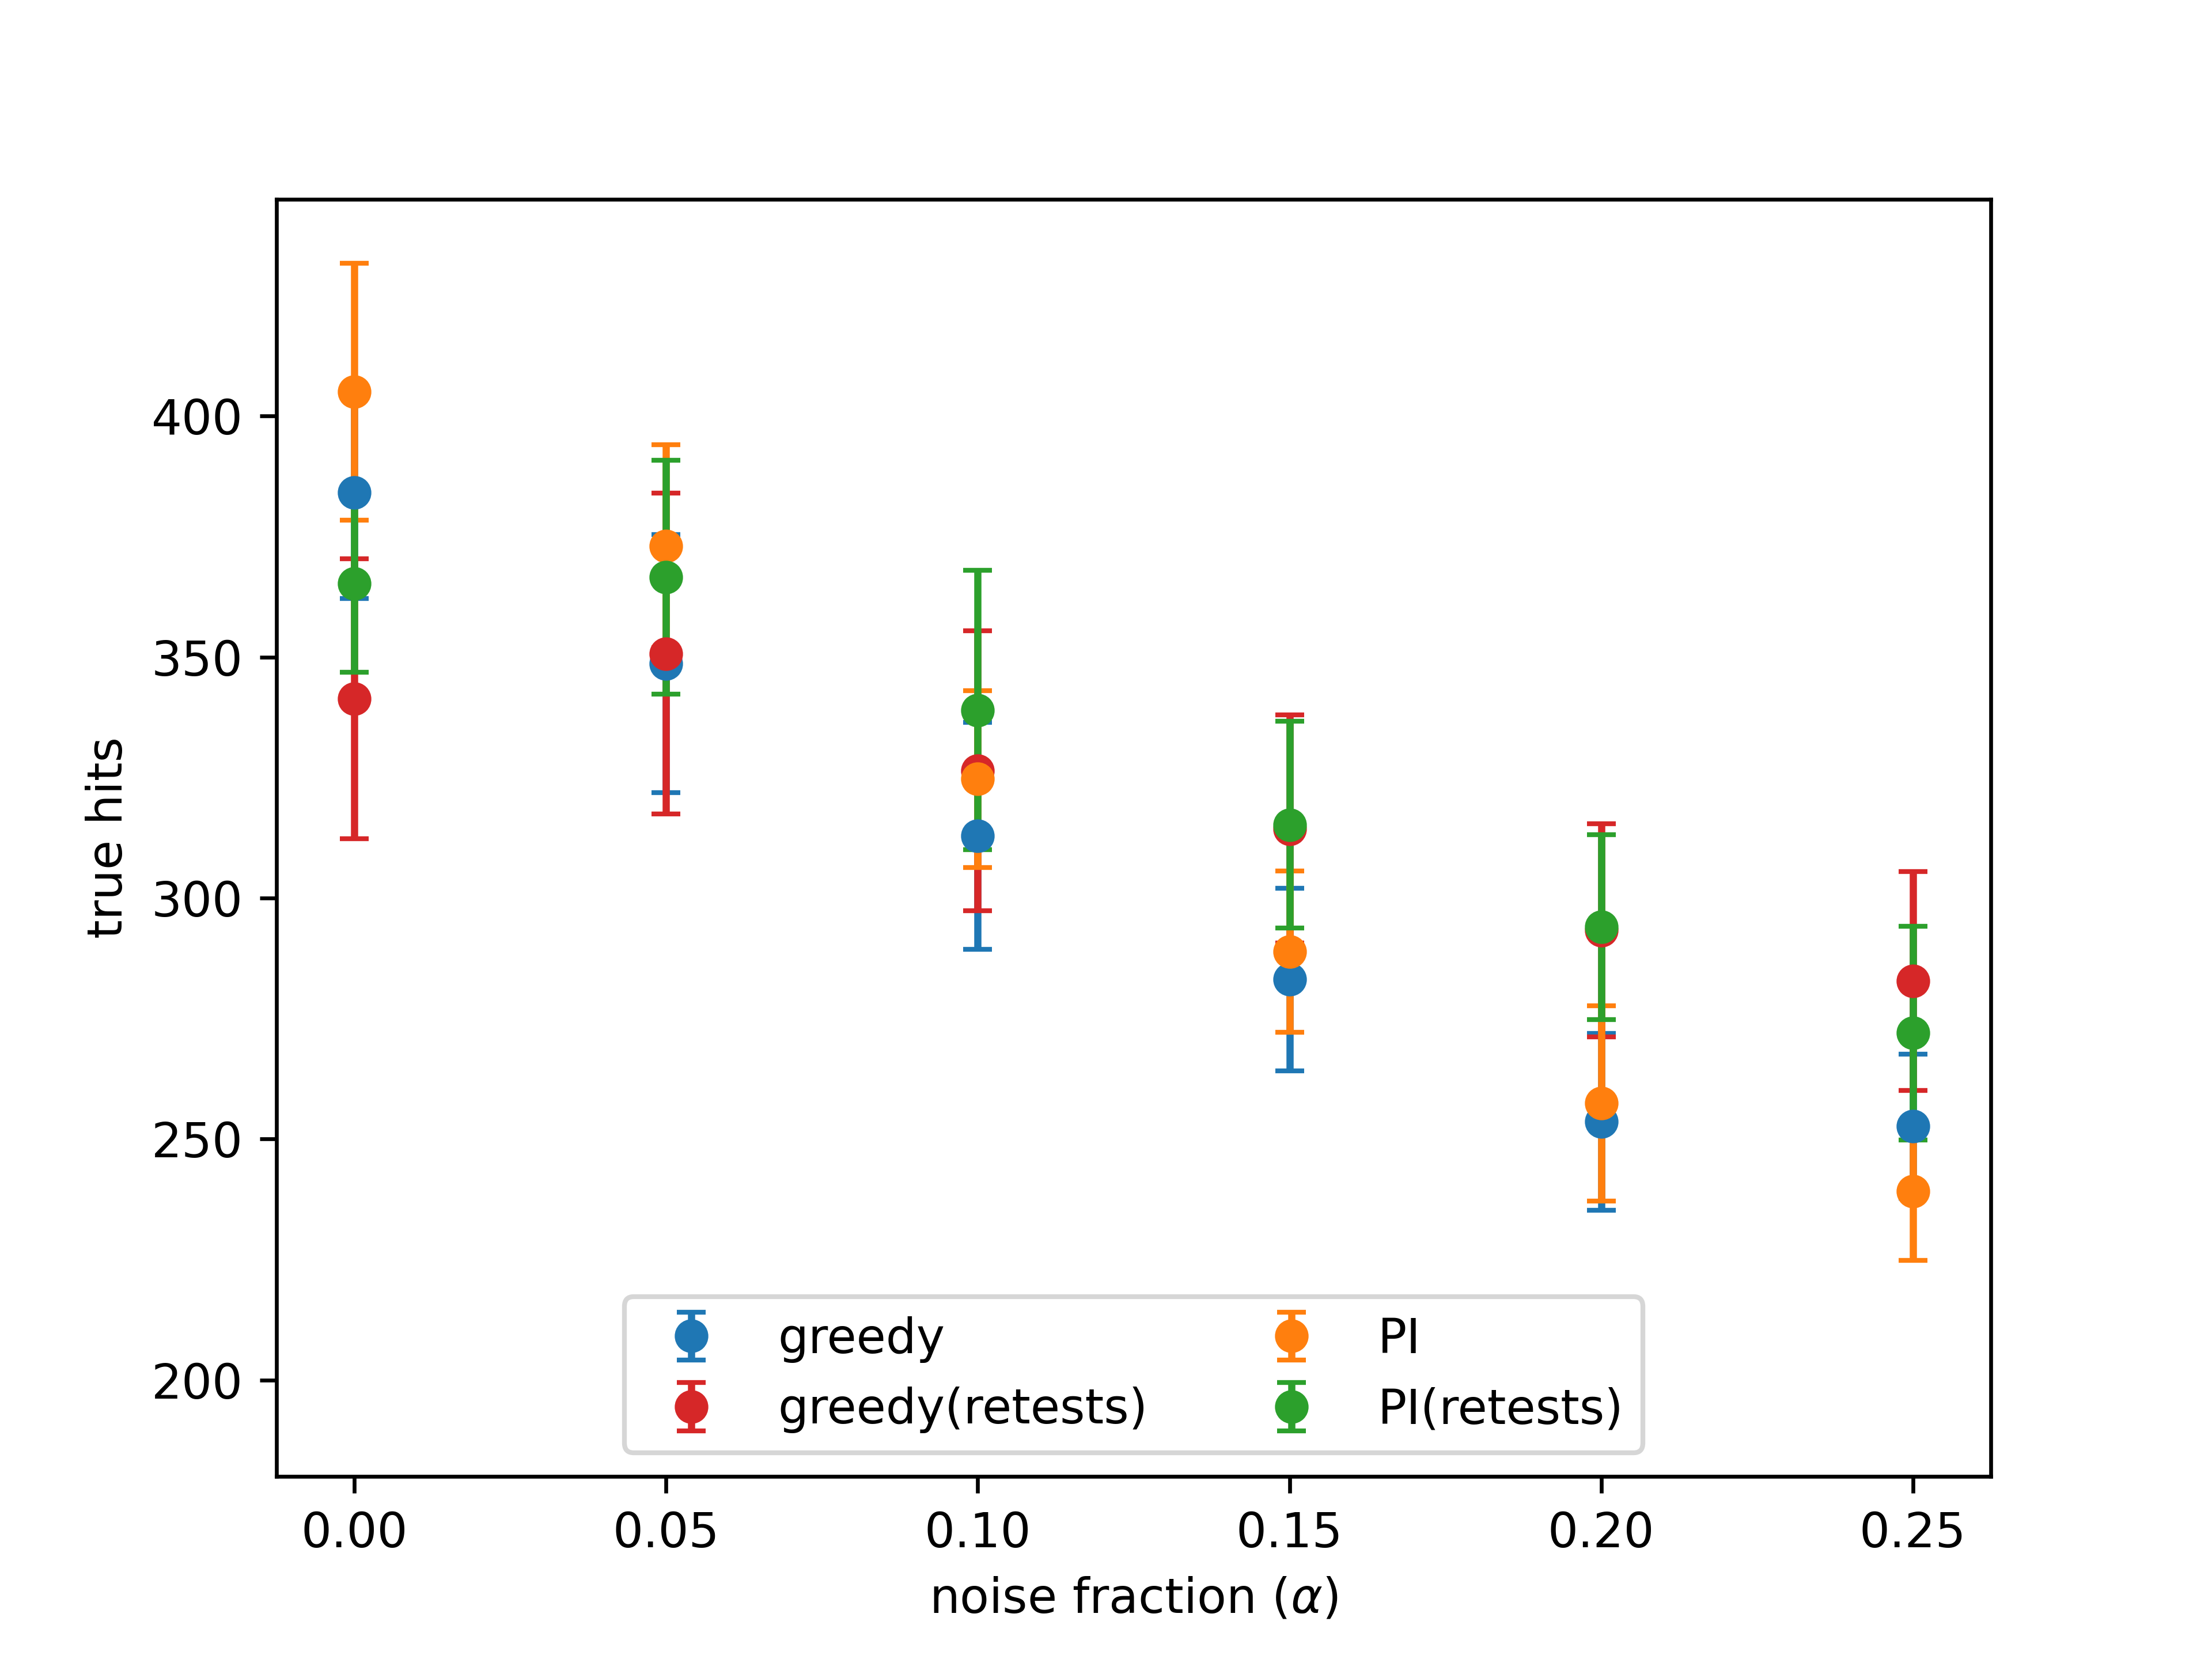 400
350
300
250
200
true hits
greedy
PI
greedy(retests)
PI(retests)
0.00 0.05 0.10 0.15 0.20 0.25
noise fraction (α)